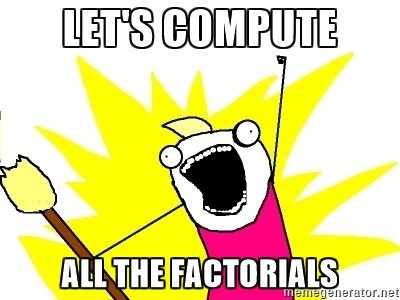 LET'S COMPUTE
ALL THE FACTORIALS
memegenerator.net